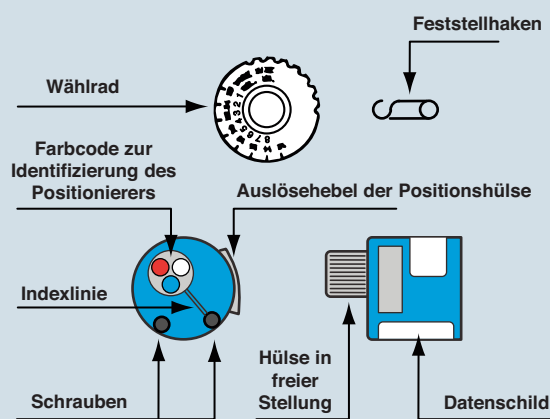 Feststellhaken
Wählrad
Farbcode zur
Identifizierung des
Positionierers
Auslösehebel der Positionshülse
Indexlinie
Hülse in
freier
Stellung
Schrauben
Datenschild